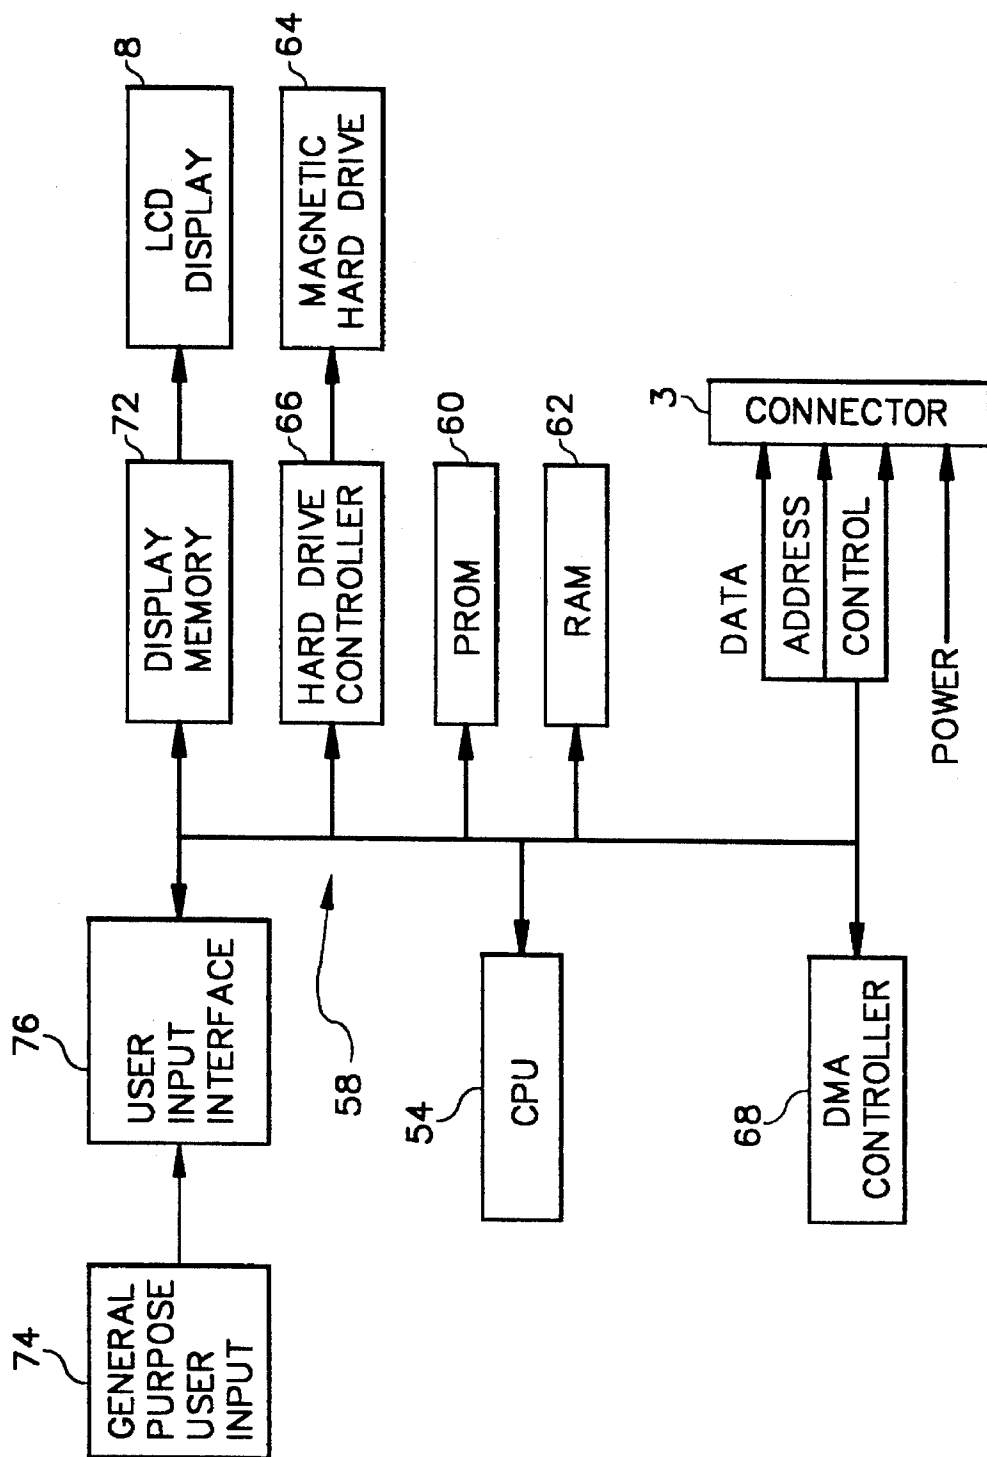 74
GENERAL
PURPOSE
USER
INPUT
76
USER
INPUT
INTERFACE
72
DISPLAY
MEMORY
8
LCD
DISPLAY
66
HARD DRIVE
CONTROLLER
64
MAGNETIC
HARD DRIVE
58
60
PROM
54
CPU
62
RAM
68
DMA
CONTROLLER
DATA
ADDRESS
CONTROL
POWER
3
CONNECTOR